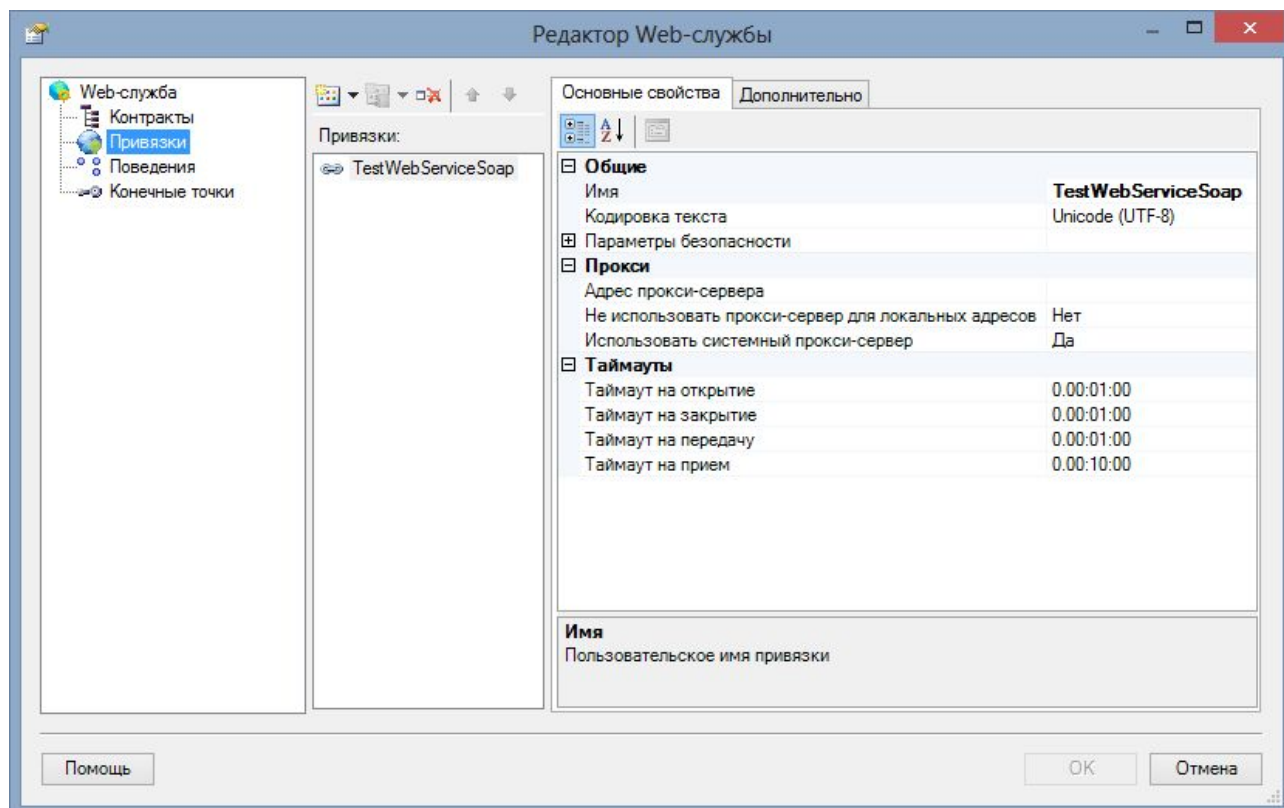 Редактор Web-службы
Web-служба
Контракты
Привязки
Поведения
Конечные точки
Привязки:
TestWebServiceSoap
Основные свойства Дополнительно
Общие
Имя TestWebServiceSoap
Кодировка текста Unicode (UTF-8)
Параметры безопасности
Прокси
Адрес прокси-сервера
Не использовать прокси-сервер для локальных адресов Нет
Использовать системный прокси-сервер Да
Таймауты
Таймаут на открытие 0.00:01:00
Таймаут на закрытие 0.00:01:00
Таймаут на передачу 0.00:01:00
Таймаут на прием 0.00:10:00
Имя
Пользовательское имя привязки
Помощь OK Отмена